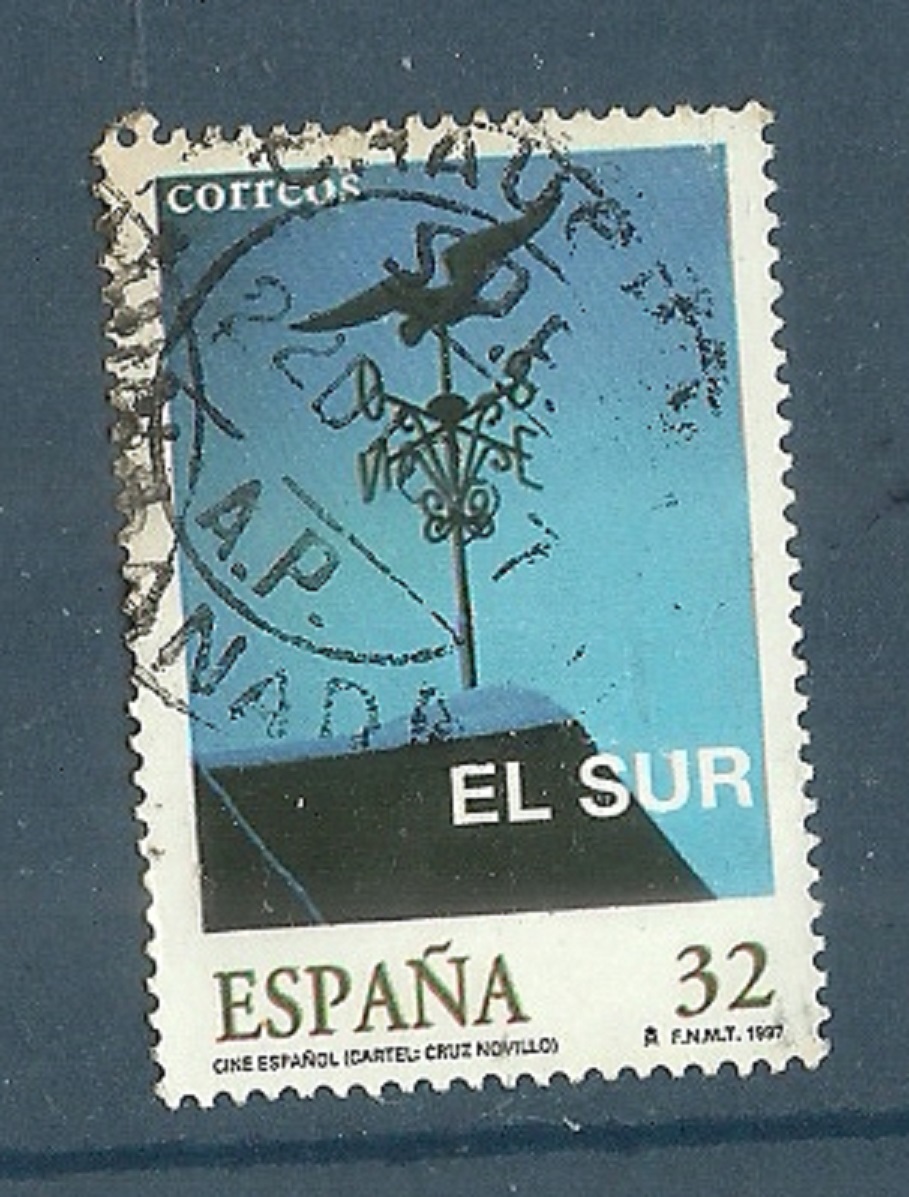 correos
O S
N E
A.P.
EL SUR
ESPAÑA 32
CINE ESPAÑOL (CARTEL: CRUZ NOVILLO) F.N.M.T. 1997